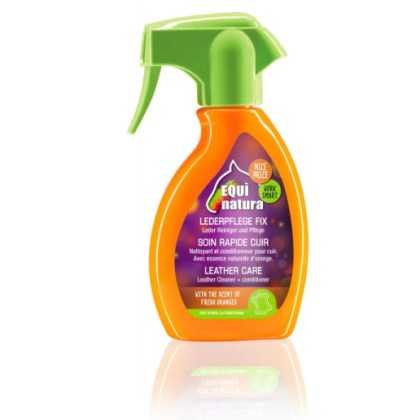 NICE
PRICE
WORK
SMART
EQUi
natura
LEDERPFLEGE FIX
Leder Reiniger und Pflege
SOIN RAPIDE CUIR
Nettoyant et conditionneur pour cuir.
Avec essence naturelle d'orange.
LEATHER CARE
Leather Cleaner + conditioner
WITH THE SCENT OF
FRESH ORANGES